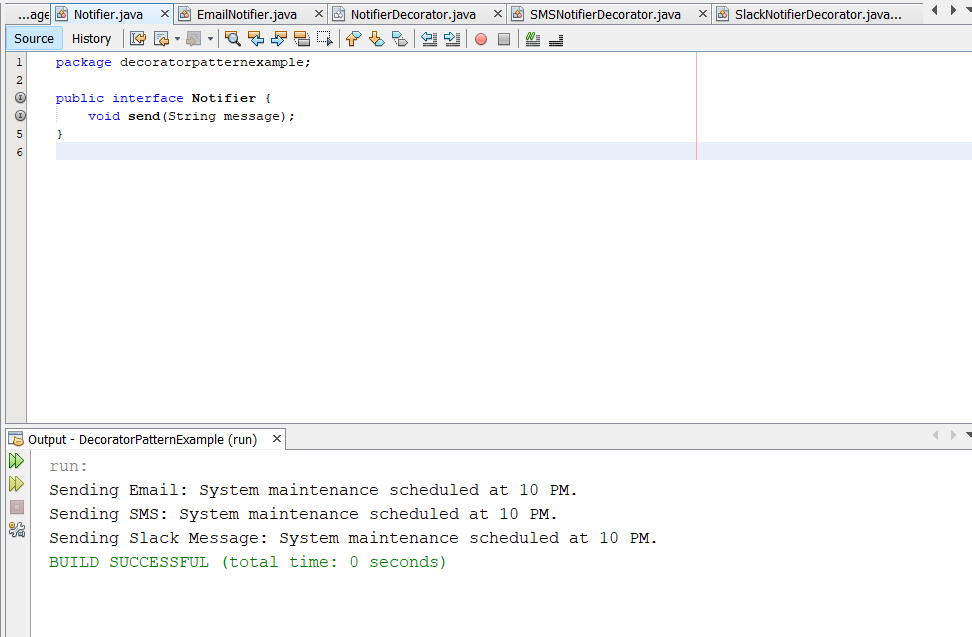 ...age Notifier.java EmailNotifier.java NotifierDecorator.java SMSNotifierDecorator.java SlackNotifierDecorator.java...
Source History
1 package decoratorpatternexample;
2
public interface Notifier {
void send(String message);
5 }
6
Output - DecoratorPatternExample (run)
run:
Sending Email: System maintenance scheduled at 10 PM.
Sending SMS: System maintenance scheduled at 10 PM.
Sending Slack Message: System maintenance scheduled at 10 PM.
BUILD SUCCESSFUL (total time: 0 seconds)